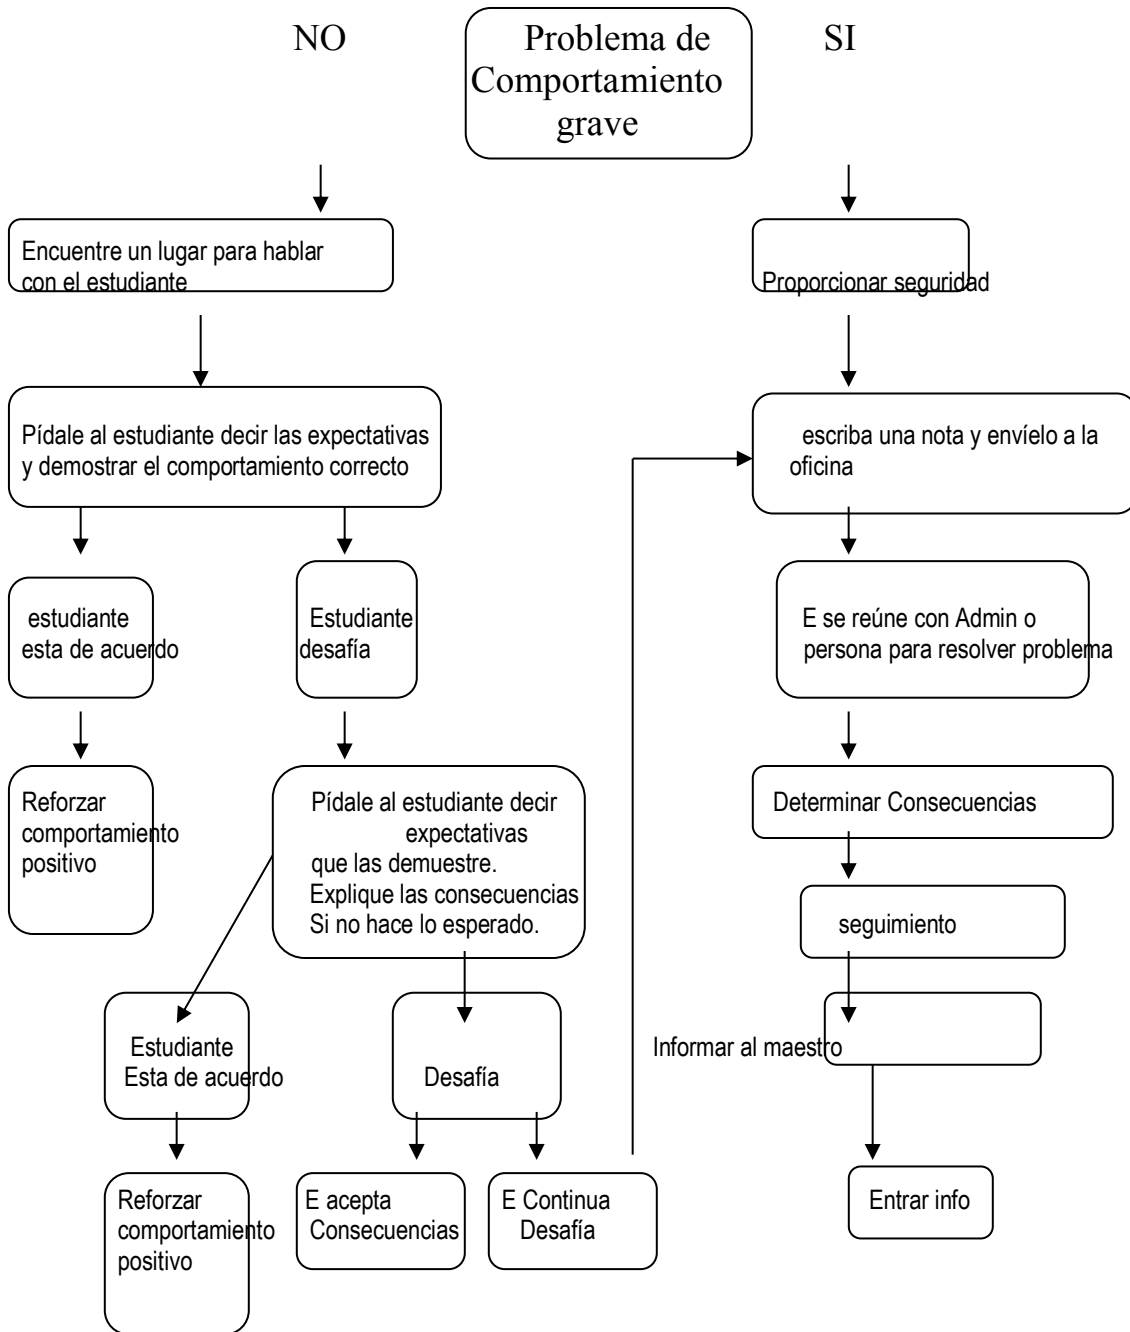 NO
Problema de
Comportamiento
grave
SI
Encuentre un lugar para hablar
con el estudiante
Proporcionar seguridad
Pídale al estudiante decir las expectativas
y demostrar el comportamiento correcto
escriba una nota y envíelo a la
oficina
estudiante
esta de acuerdo
Estudiante
desafía
E se reúne con Admin o
persona para resolver problema
Reforzar
comportamiento
positivo
Pídale al estudiante decir
expectativas
que las demuestre.
Explique las consecuencias
Si no hace lo esperado.
Determinar Consecuencias
seguimiento
Estudiante
Esta de acuerdo
Desafía
Informar al maestro
Reforzar
comportamiento
positivo
E acepta
Consecuencias
E Continua
Desafía
Entrar info